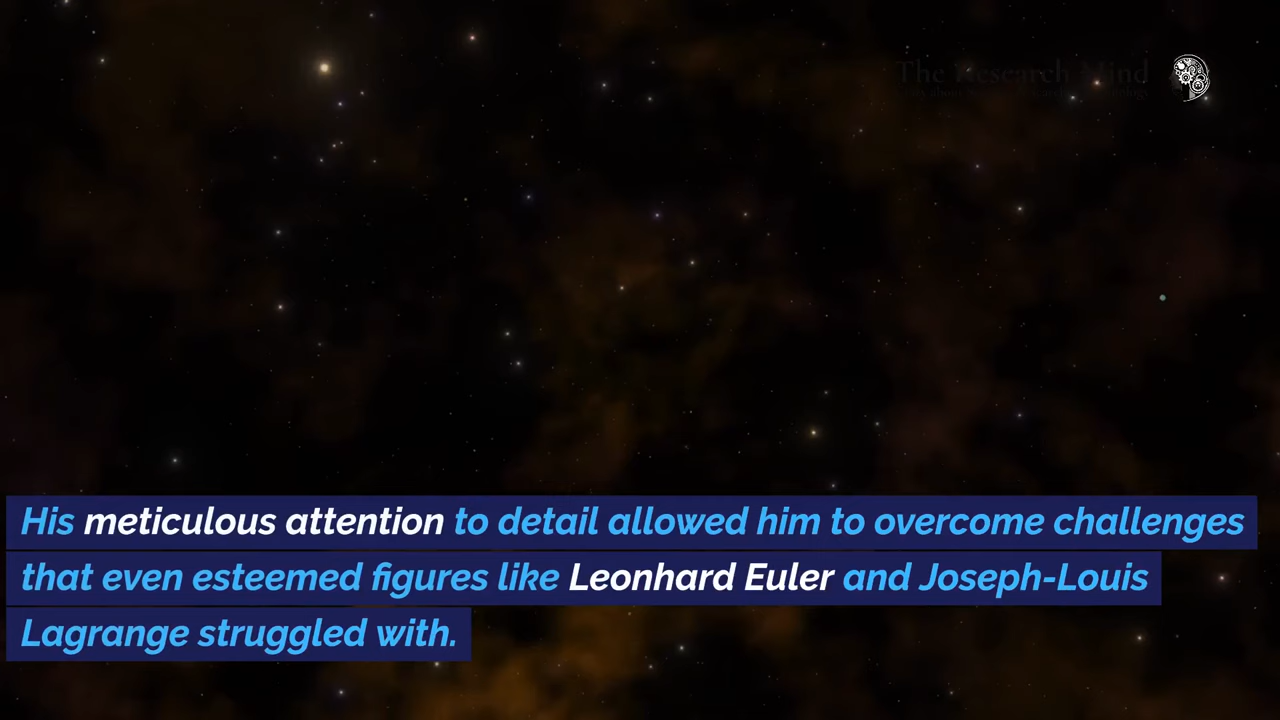 The Research Mind
His meticulous attention to detail allowed him to overcome challenges
that even esteemed figures like Leonhard Euler and Joseph-Louis
Lagrange struggled with.